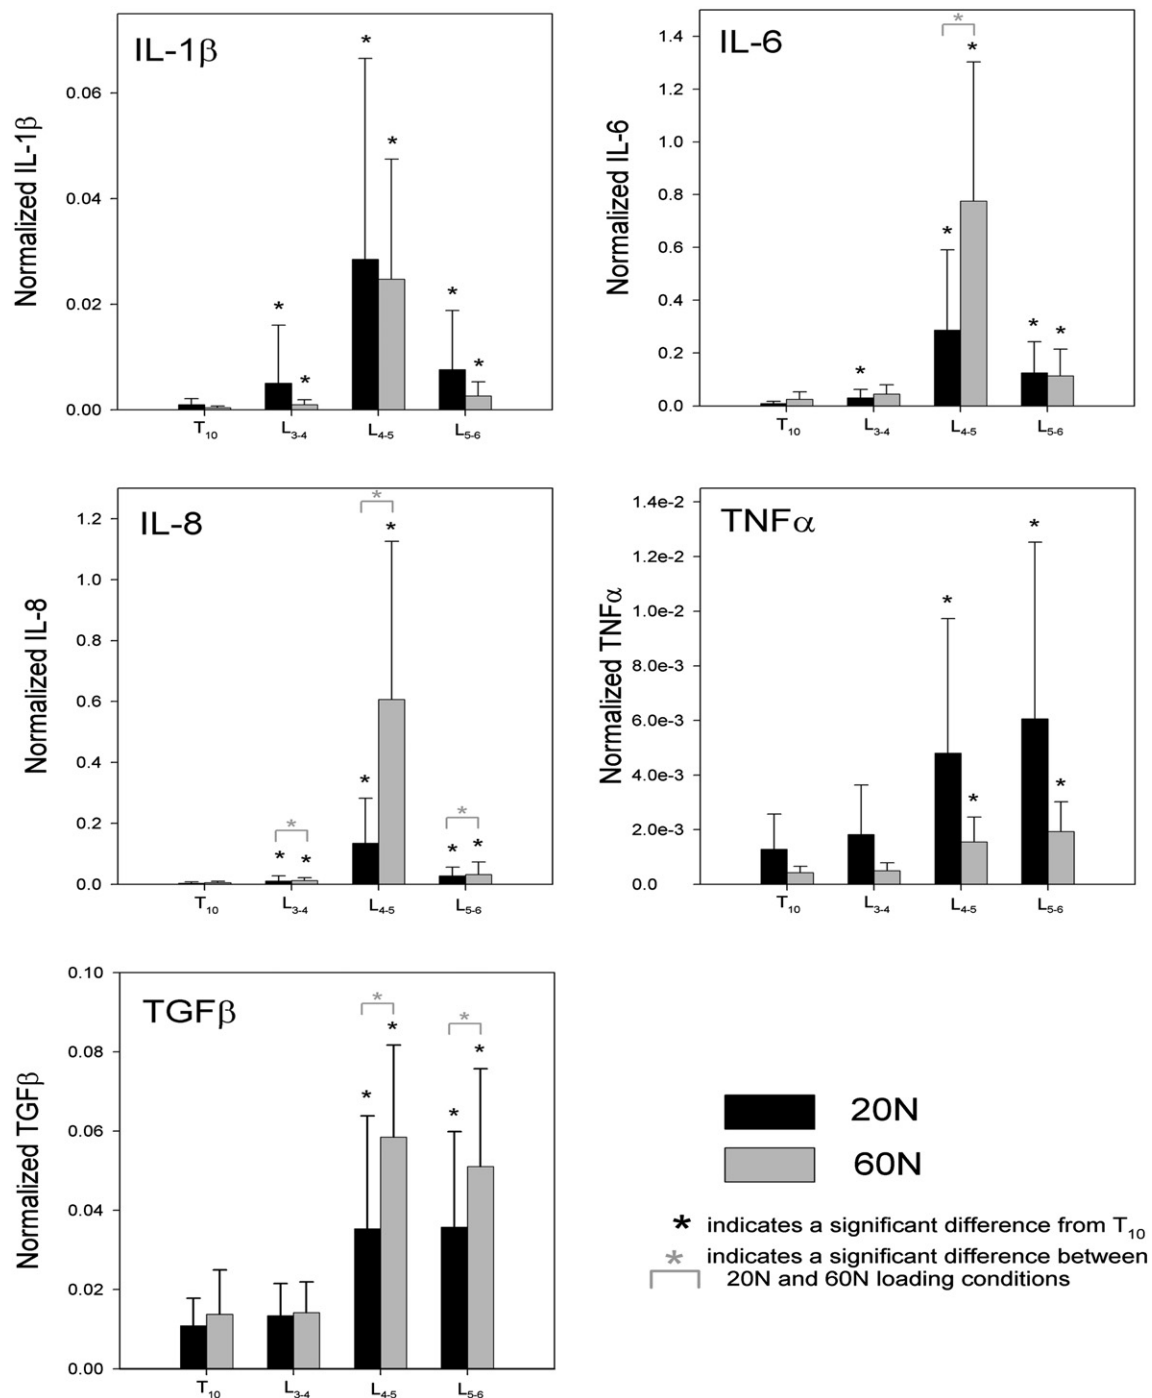 IL-1β
Normalized IL-1β
0.06
0.04
0.02
0.00
T10
L3-4
L4-5
L5-6
*
*
*
*
*
*
IL-6
Normalized IL-6
1.4
1.2
1.0
0.8
0.6
0.4
0.2
0.0
T10
L3-4
L4-5
L5-6
*
*
*
*
*
*
IL-8
Normalized IL-8
1.2
1.0
0.8
0.6
0.4
0.2
0.0
T10
L3-4
L4-5
L5-6
*
*
*
*
*
*
*
*
*
TNFα
Normalized TNFα
1.4e-2
1.2e-2
1.0e-2
8.0e-3
6.0e-3
4.0e-3
2.0e-3
0.0
T10
L3-4
L4-5
L5-6
*
*
*
*
TGFβ
Normalized TGFβ
0.10
0.08
0.06
0.04
0.02
0.00
T10
L3-4
L4-5
L5-6
*
*
*
*
*
*
20N
60N
* indicates a significant difference from T10
* indicates a significant difference between
20N and 60N loading conditions